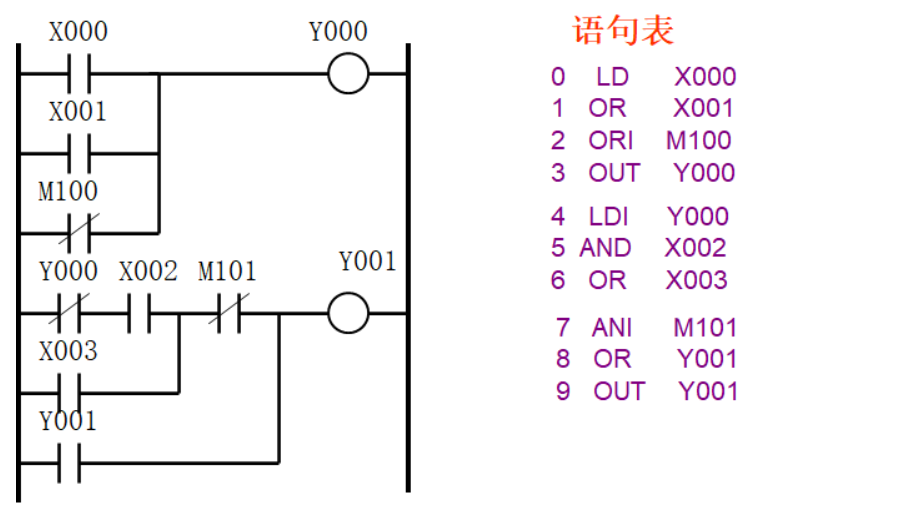 X000 Y000
X001
M100
Y000 X002 M101 Y001
X003
Y001
语句表
0 LD X000
1 OR X001
2 ORI M100
3 OUT Y000
4 LDI Y000
5 AND X002
6 OR X003
7 ANI M101
8 OR Y001
9 OUT Y001